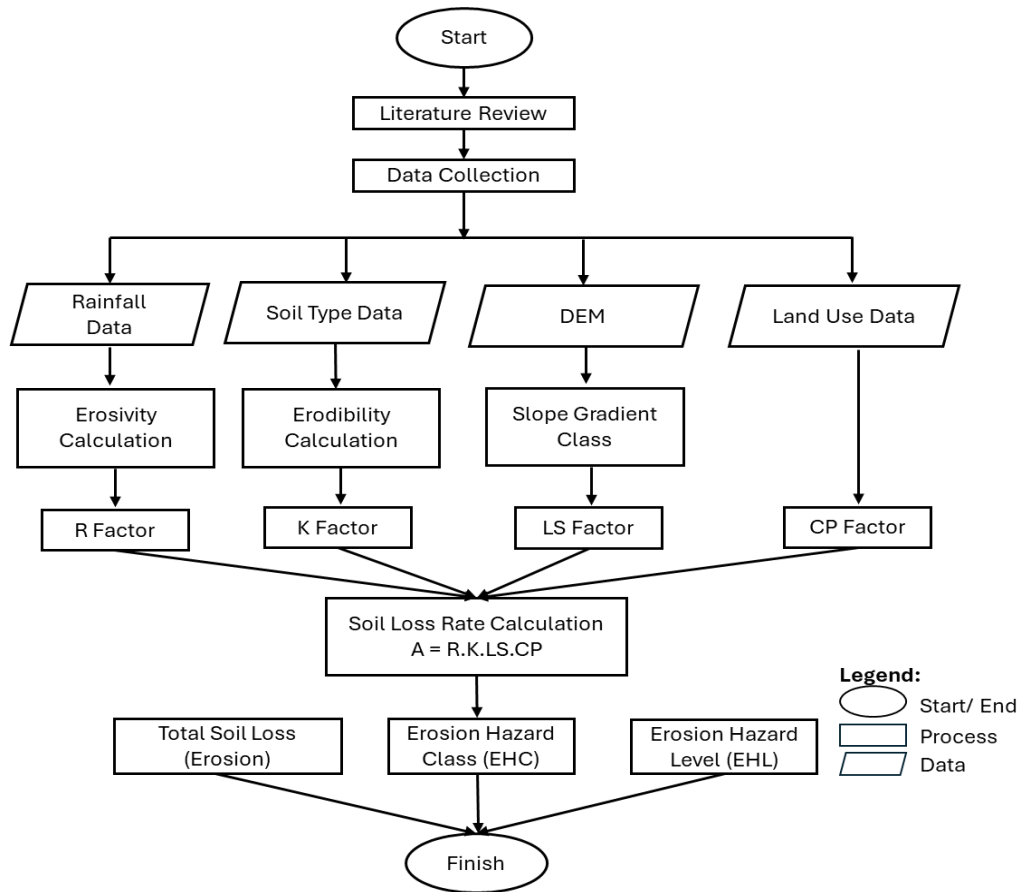 Start
Literature Review
Data Collection
Rainfall
Data
Soil Type Data
DEM
Land Use Data
Erosivity
Calculation
Erodibility
Calculation
Slope Gradient
Class
R Factor
K Factor
LS Factor
CP Factor
Soil Loss Rate Calculation
A = R.K.LS.CP
Total Soil Loss
(Erosion)
Erosion Hazard
Class (EHC)
Erosion Hazard
Level (EHL)
Finish
Legend:
Start/ End
Process
Data